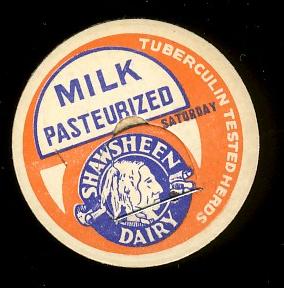 MILK
PASTEURIZED
SATURDAY
TUBERCULIN TESTED HERDS
SHAWSHEEN
DAIRY